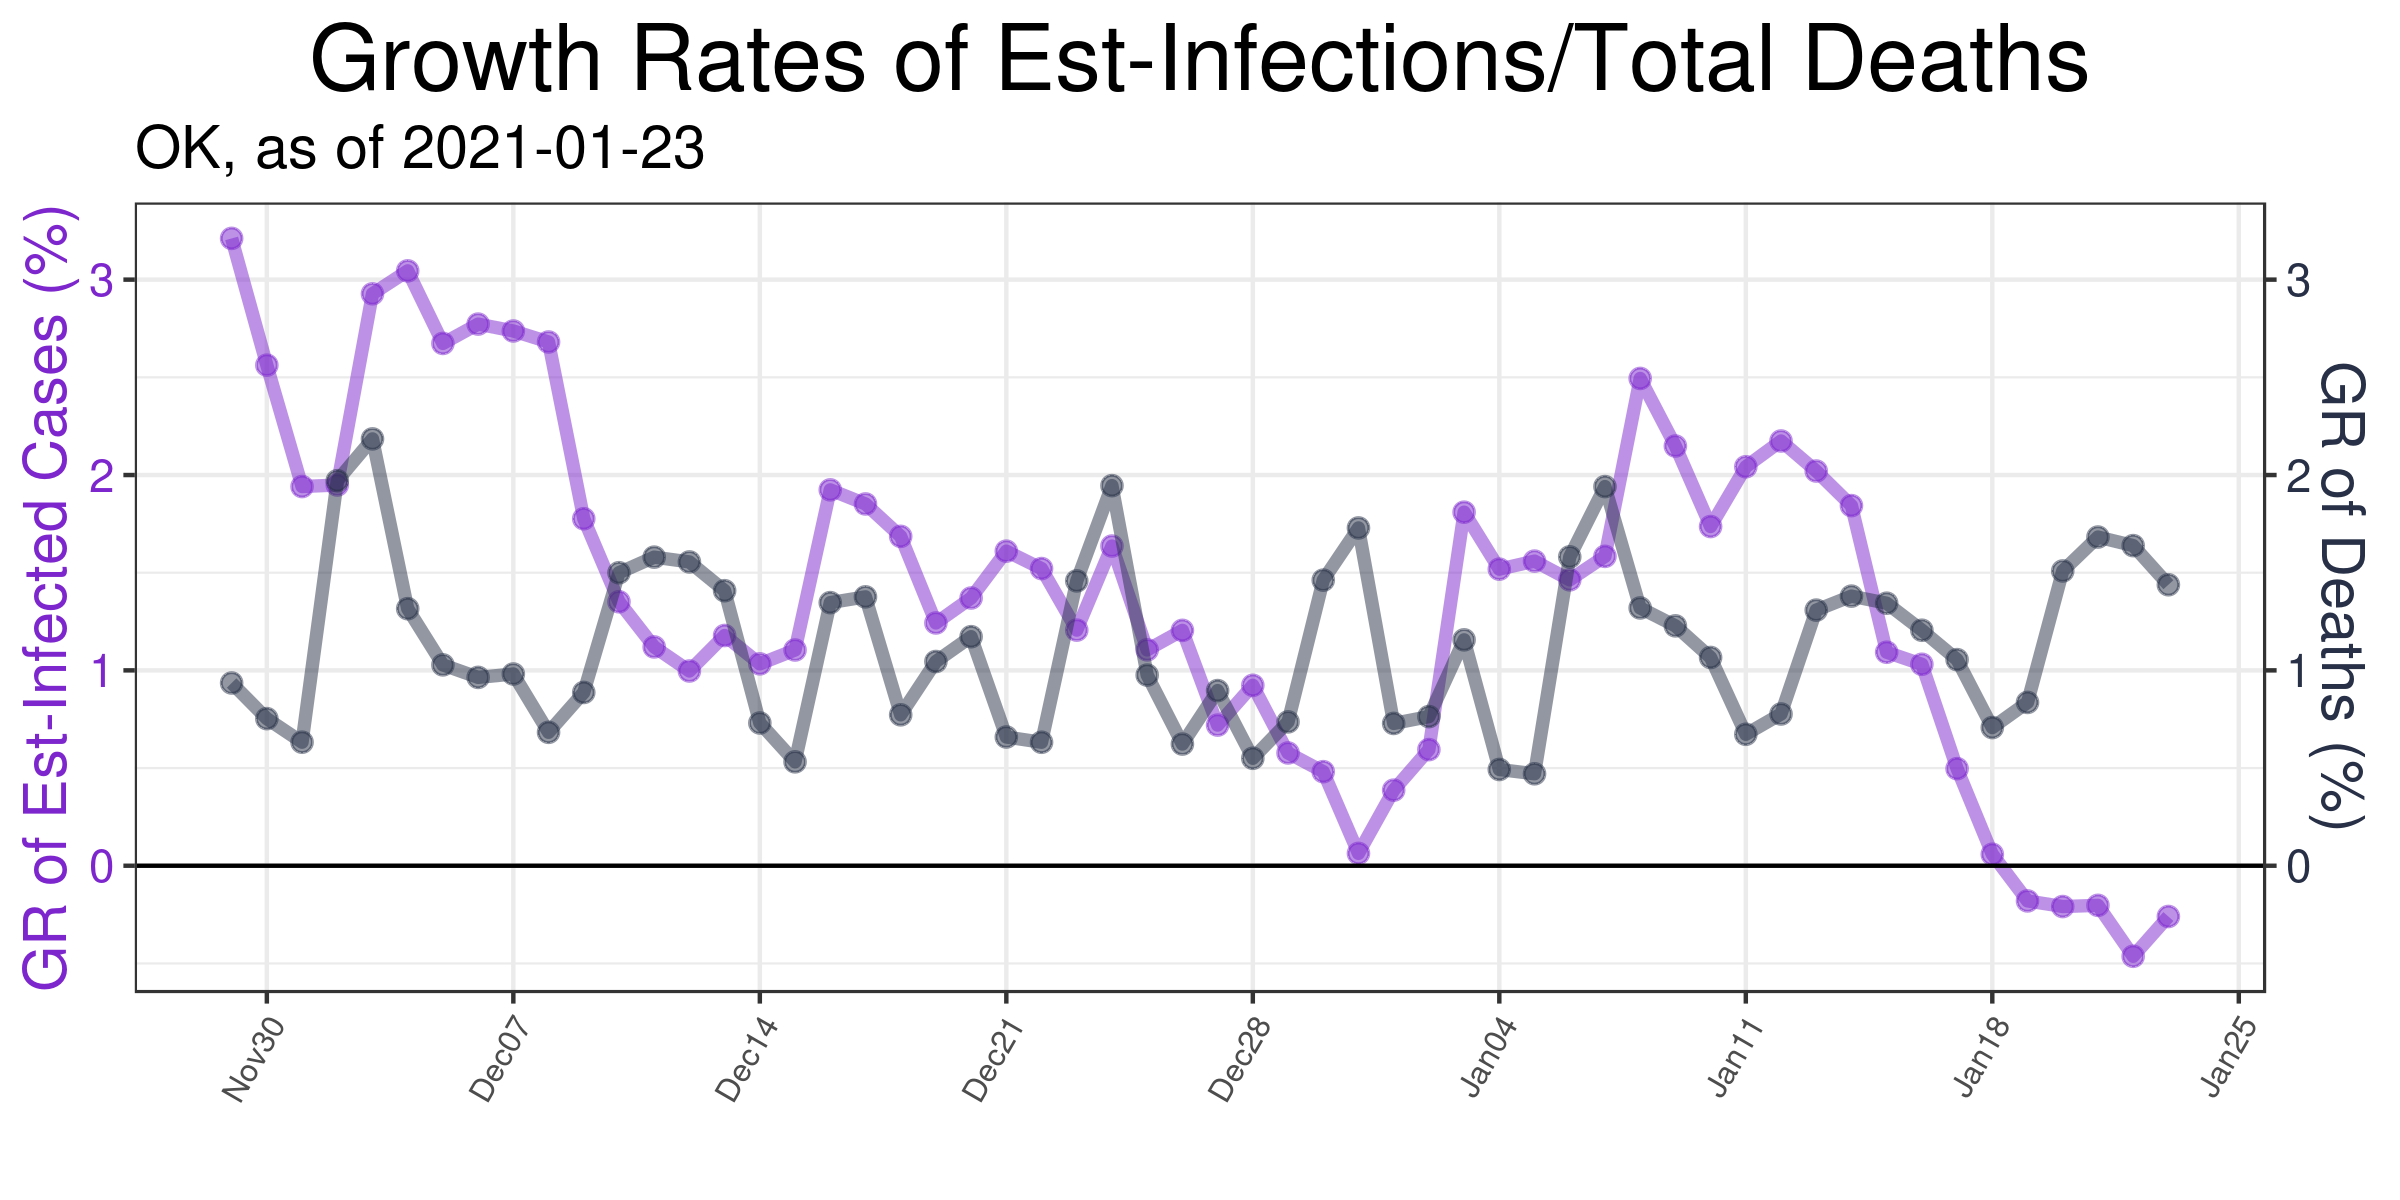 Growth Rates of Est-Infections/Total Deaths
OK, as of 2021-01-23
GR of Est-Infected Cases (%)
3
2
1
0
3
2
1
0
GR of Deaths (%)
Nov30
Dec07
Dec14
Dec21
Dec28
Jan04
Jan11
Jan18
Jan25